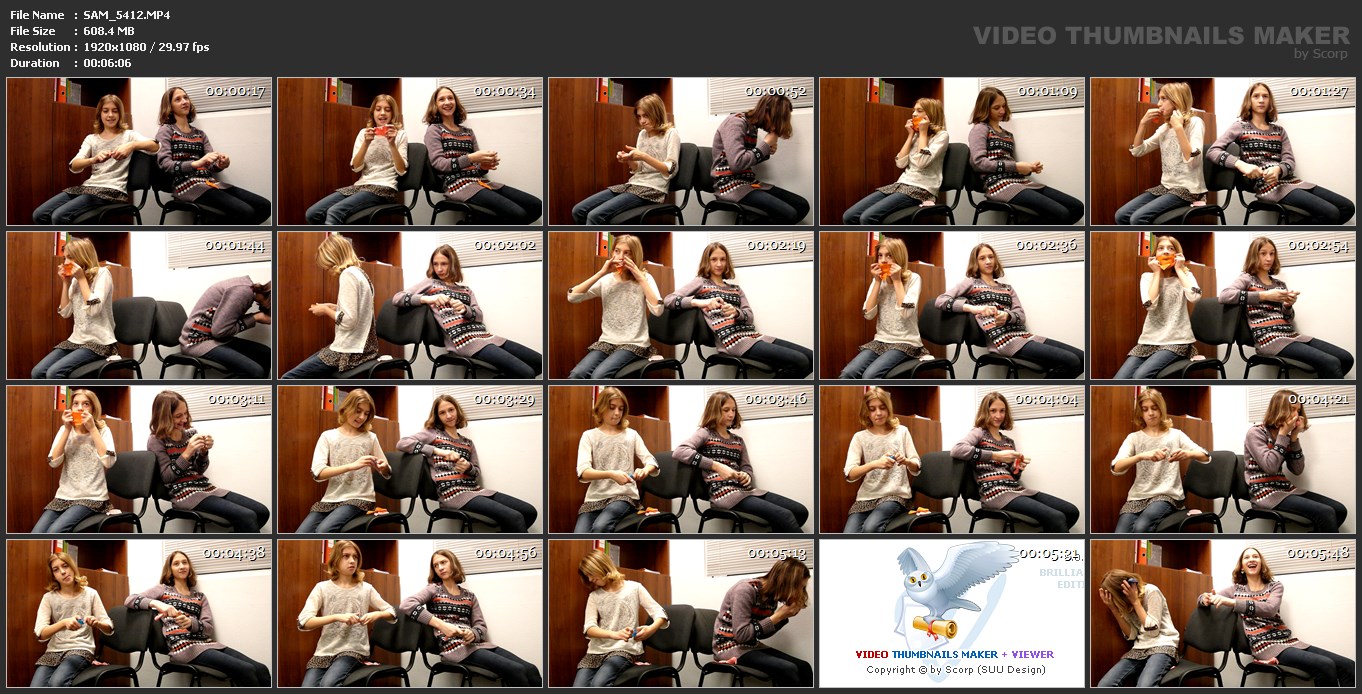 File Name : SAM_5412.MP4
File Size : 608.4 MB
Resolution : 1920x1080 / 29.97 fps
Duration : 00:06:06
VIDEO THUMBNAILS MAKER
by Scorp
00:00:17
00:00:34
00:00:52
00:01:09
00:01:27
00:01:44
00:02:02
00:02:19
00:02:36
00:02:54
00:03:11
00:03:29
00:03:46
00:04:04
00:04:21
00:04:38
00:04:56
00:05:13
00:05:31
00:05:48
VIDEO THUMBNAILS MAKER + VIEWER
Copyright © by Scorp (SUU Design)